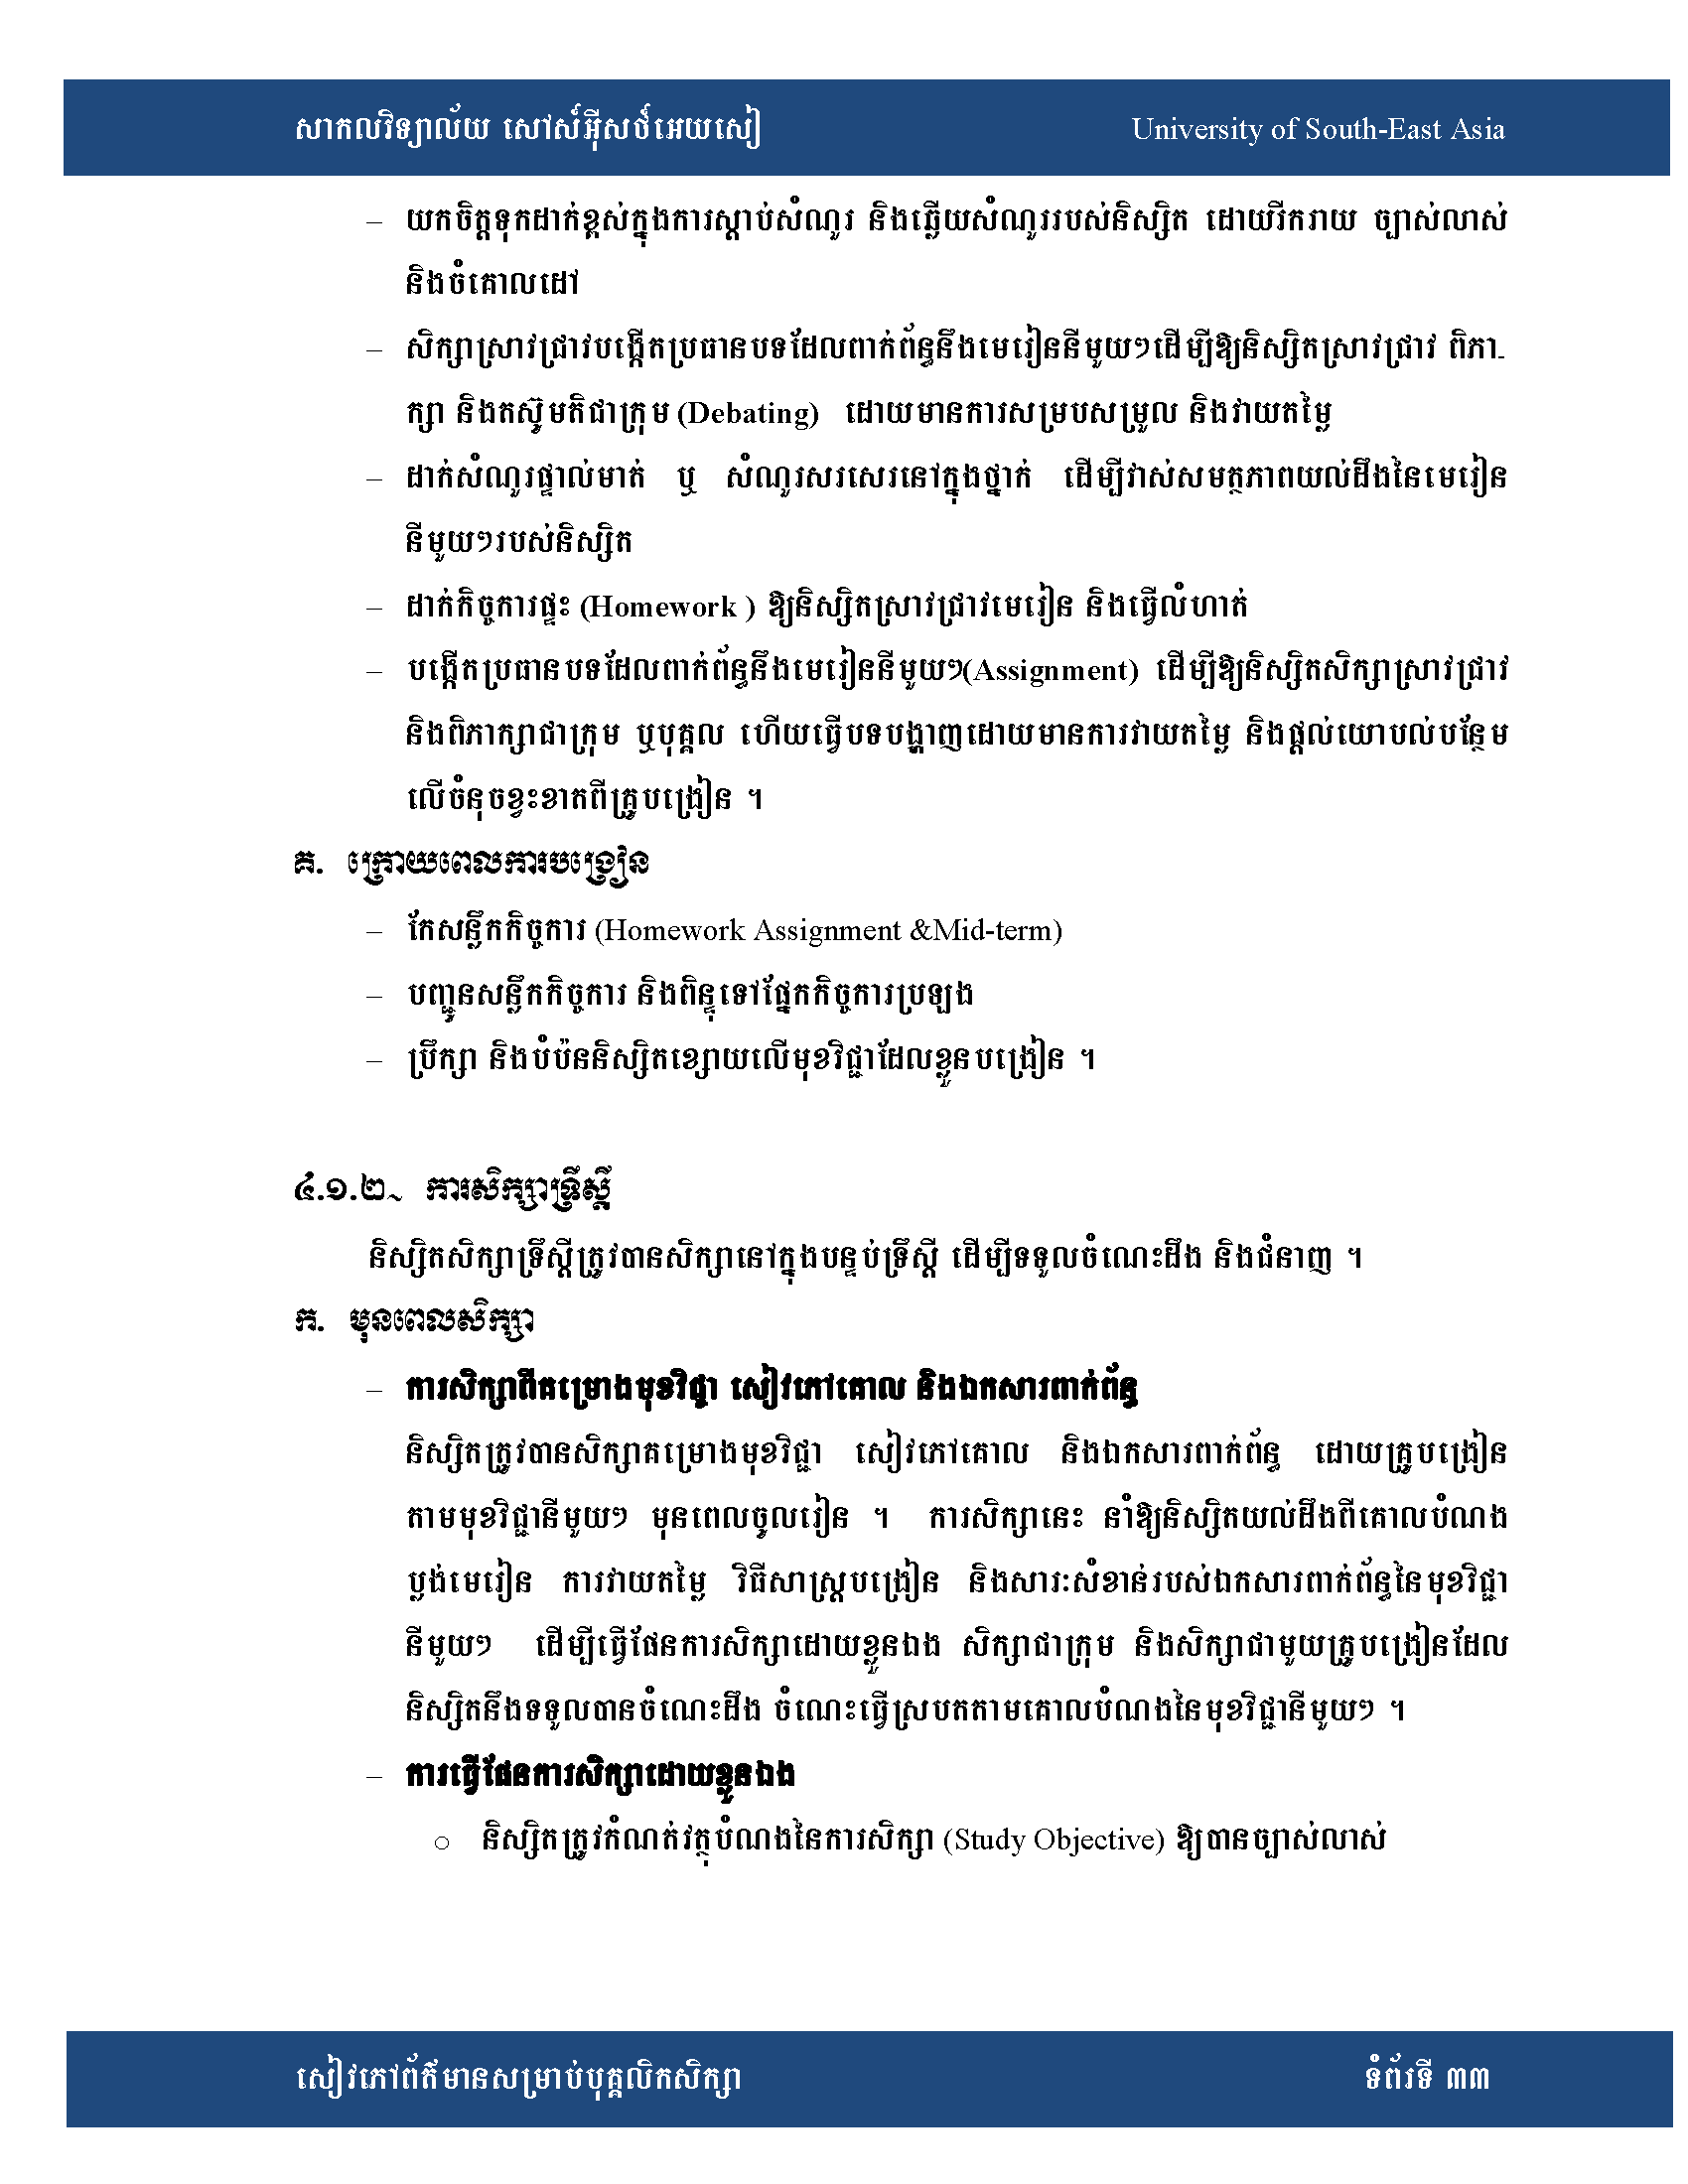 សាកលវិទ្យាល័យ សៅស៍អ៊ីសថ៍អេយសៀ University of South-East Asia
– យកចិត្តទុកដាក់ខ្ពស់ក្នុងការស្តាប់សំណួរ និងឆ្លើយសំណួររបស់និស្សិត ដោយរីករាយ ច្បាស់លាស់
និងចំគោលដៅ
– សិក្សាស្រាវជ្រាវបង្កើតប្រធានបទដែលពាក់ព័ន្ធនឹងមេរៀននីមួយៗដើម្បីឱ្យនិស្សិតស្រាវជ្រាវ ពិភា-
ក្សា និងតស៊ូមតិជាក្រុម (Debating) ដោយមានការសម្របសម្រួល និងវាយតម្លៃ
– ដាក់សំណួរផ្ទាល់មាត់ ឬ សំណួរសរសេរនៅក្នុងថ្នាក់ ដើម្បីវាស់សមត្ថភាពយល់ដឹងនៃមេរៀន
នីមួយៗរបស់និស្សិត
– ដាក់កិច្ចការផ្ទះ (Homework ) ឱ្យនិស្សិតស្រាវជ្រាវមេរៀន និងធ្វើលំហាត់
– បង្កើតប្រធានបទដែលពាក់ព័ន្ធនឹងមេរៀននីមួយៗ(Assignment) ដើម្បីឱ្យនិស្សិតសិក្សាស្រាវជ្រាវ
និងពិភាក្សាជាក្រុម ឬបុគ្គល ហើយធ្វើបទបង្ហាញដោយមានការវាយតម្លៃ និងផ្តល់យោបល់បន្ថែម
លើចំនុចខ្វះខាតពីគ្រូបង្រៀន ។
គ. ក្រោយពេលការបង្រៀន
– កែសន្លឹកកិច្ចការ (Homework Assignment &Mid-term)
– បញ្ជូនសន្លឹកកិច្ចការ និងពិន្ទុទៅផ្នែកកិច្ចការប្រឡង
– ប្រឹក្សា និងបំប៉ននិស្សិតខ្សោយលើមុខវិជ្ជាដែលខ្លួនបង្រៀន ។
៤.១.២~ ការសិក្សាទ្រឹស្តី
និស្សិតសិក្សាទ្រឹស្តីត្រូវបានសិក្សានៅក្នុងបន្ទប់ទ្រឹស្តី ដើម្បីទទួលចំណេះដឹង និងជំនាញ ។
ក. មុនពេលសិក្សា
– ការសិក្សាពីគម្រោងមុខវិជ្ជា សៀវភៅគោល និងឯកសារពាក់ព័ន្ធ
និស្សិតត្រូវបានសិក្សាគម្រោងមុខវិជ្ជា សៀវភៅគោល និងឯកសារពាក់ព័ន្ធ ដោយគ្រូបង្រៀន
តាមមុខវិជ្ជានីមួយៗ មុនពេលចូលរៀន ។ ការសិក្សានេះ នាំឱ្យនិស្សិតយល់ដឹងពីគោលបំណង
ប្លង់មេរៀន ការវាយតម្លៃ វិធីសាស្ត្របង្រៀន និងសារៈសំខាន់របស់ឯកសារពាក់ព័ន្ធនៃមុខវិជ្ជា
នីមួយៗ ដើម្បីធ្វើផែនការសិក្សាដោយខ្លួនឯង សិក្សាជាក្រុម និងសិក្សាជាមួយគ្រូបង្រៀនដែល
និស្សិតនឹងទទួលបានចំណេះដឹង ចំណេះធ្វើស្របតតាមគោលបំណងនៃមុខវិជ្ជានីមួយៗ ។
– ការធ្វើផែនការសិក្សាដោយខ្លួនឯង
○ និស្សិតត្រូវកំណត់វត្ថុបំណងនៃការសិក្សា (Study Objective) ឱ្យបានច្បាស់លាស់
សៀវភៅព័ត៌មានសម្រាប់បុគ្គលិកសិក្សា ទំព័រទី ៣៣